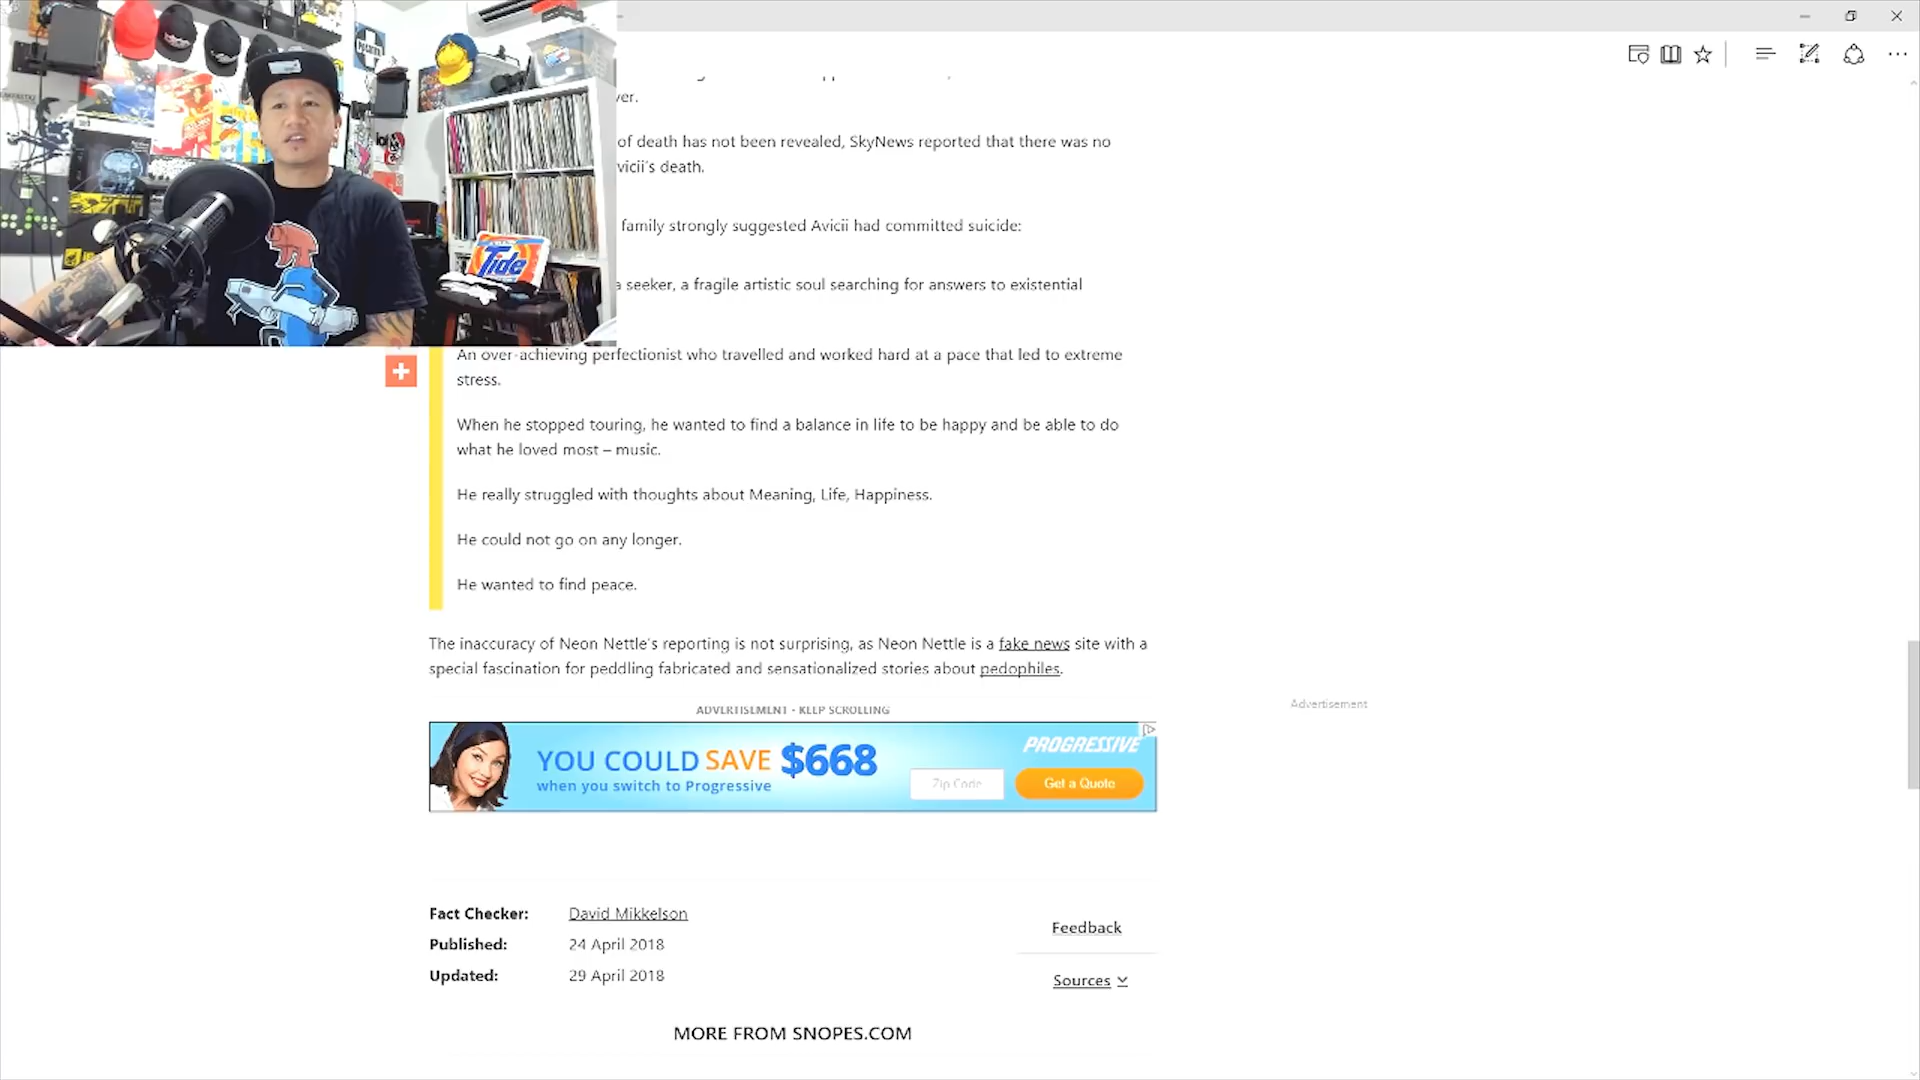 ver.
of death has not been revealed, SkyNews reported that there was no
vicii's death.
family strongly suggested Avicii had committed suicide:
a seeker, a fragile artistic soul searching for answers to existential
Tide
An over-achieving perfectionist who travelled and worked hard at a pace that led to extreme
stress.
When he stopped touring, he wanted to find a balance in life to be happy and be able to do
what he loved most – music.
He really struggled with thoughts about Meaning, Life, Happiness.
He could not go on any longer.
He wanted to find peace.
The inaccuracy of Neon Nettle's reporting is not surprising, as Neon Nettle is a fake news site with a
special fascination for peddling fabricated and sensationalized stories about pedophiles.
ADVERTISEMENT - KEEP SCROLLING
Advertisement
YOU COULD SAVE $668
when you switch to Progressive
PROGRESSIVE
Zip Code
Get a Quote
Fact Checker: David Mikkelson
Published: 24 April 2018
Updated: 29 April 2018
Feedback
Sources
MORE FROM SNOPES.COM